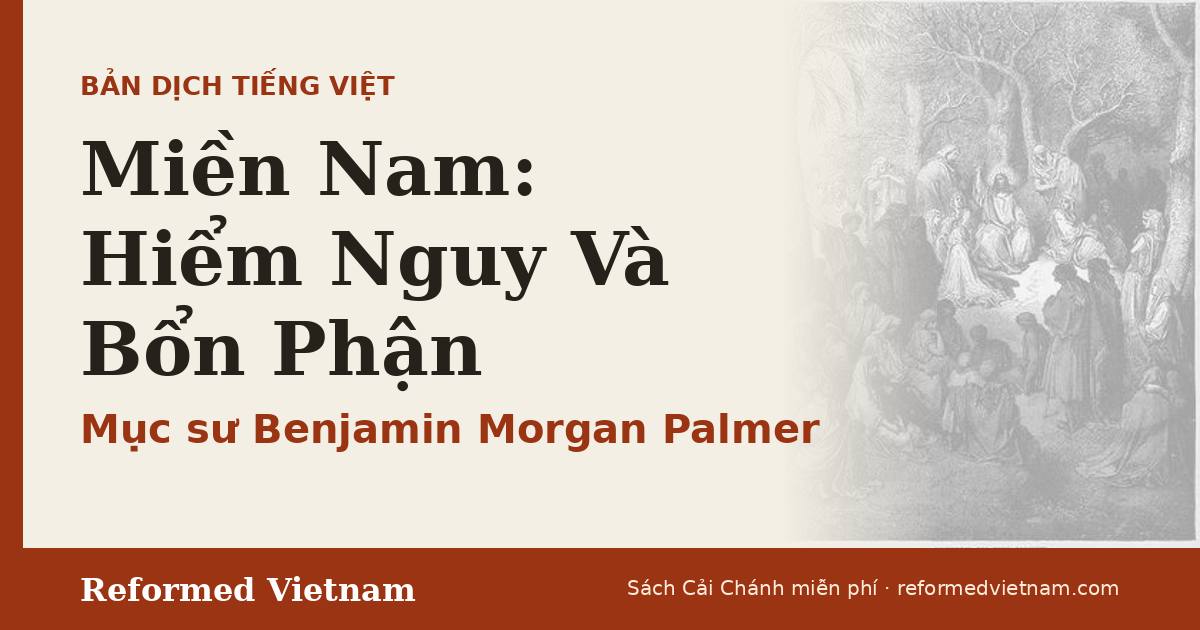 BẢN DỊCH TIẾNG VIỆT
Miền Nam:
Hiểm Nguy Và
Bổn Phận
Mục sư Benjamin Morgan Palmer
Reformed Vietnam
Sách Cải Chánh miễn phí · reformedvietnam.com